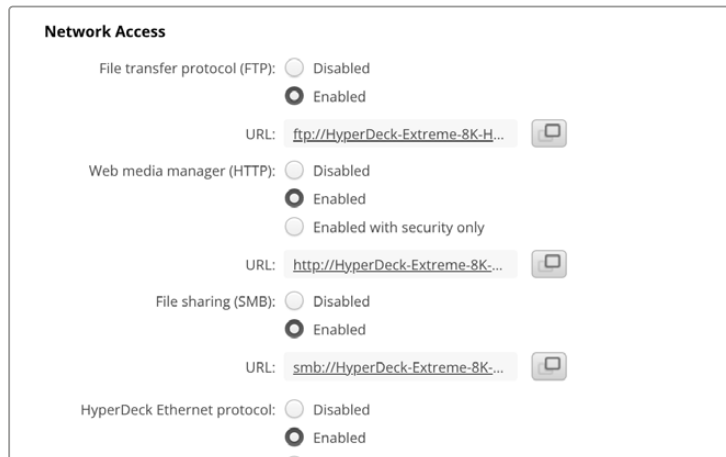 Network Access
File transfer protocol (FTP): Disabled
Enabled
URL: ftp://HyperDeck-Extreme-8K-H...
Web media manager (HTTP): Disabled
Enabled
Enabled with security only
URL: http://HyperDeck-Extreme-8K-...
File sharing (SMB): Disabled
Enabled
URL: smb://HyperDeck-Extreme-8K-...
HyperDeck Ethernet protocol: Disabled
Enabled